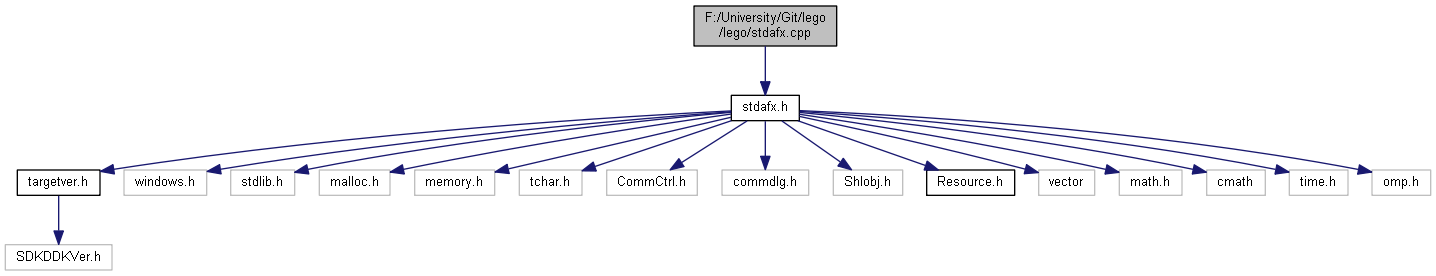 F:/University/Git/lego
/lego/stdafx.cpp
stdafx.h
targetver.h
windows.h
stdlib.h
malloc.h
memory.h
tchar.h
CommCtrl.h
commdlg.h
Shlobj.h
Resource.h
vector
math.h
cmath
time.h
omp.h
SDKDDKVer.h